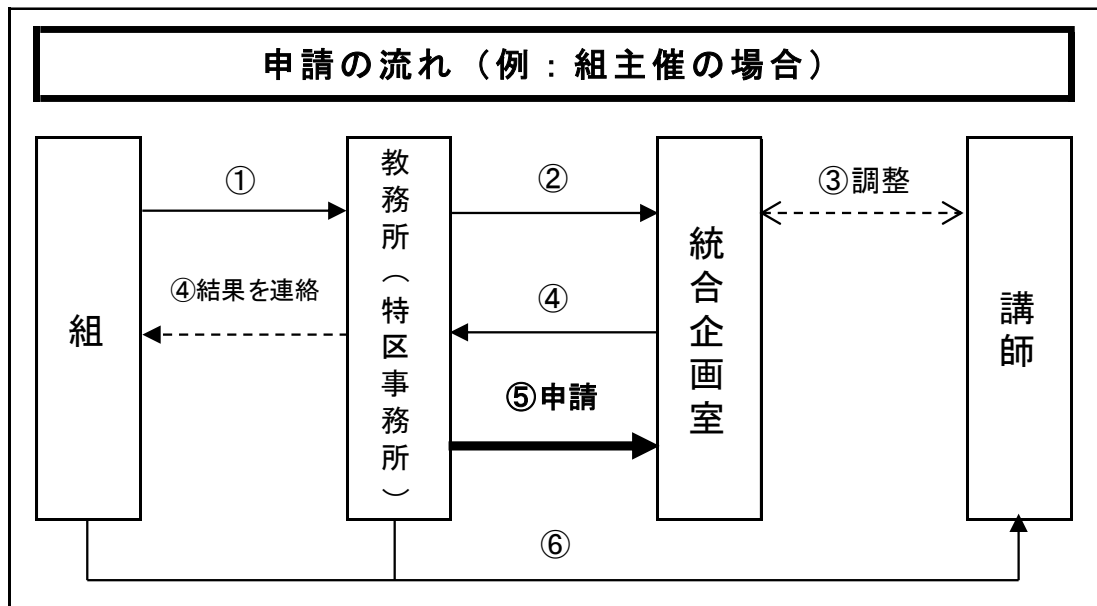 申請の流れ（例：組主催の場合）
組
①
④結果を連絡
教務所（特区事務所）
②
④
⑤申請
統合企画室
③調整
講師
⑥